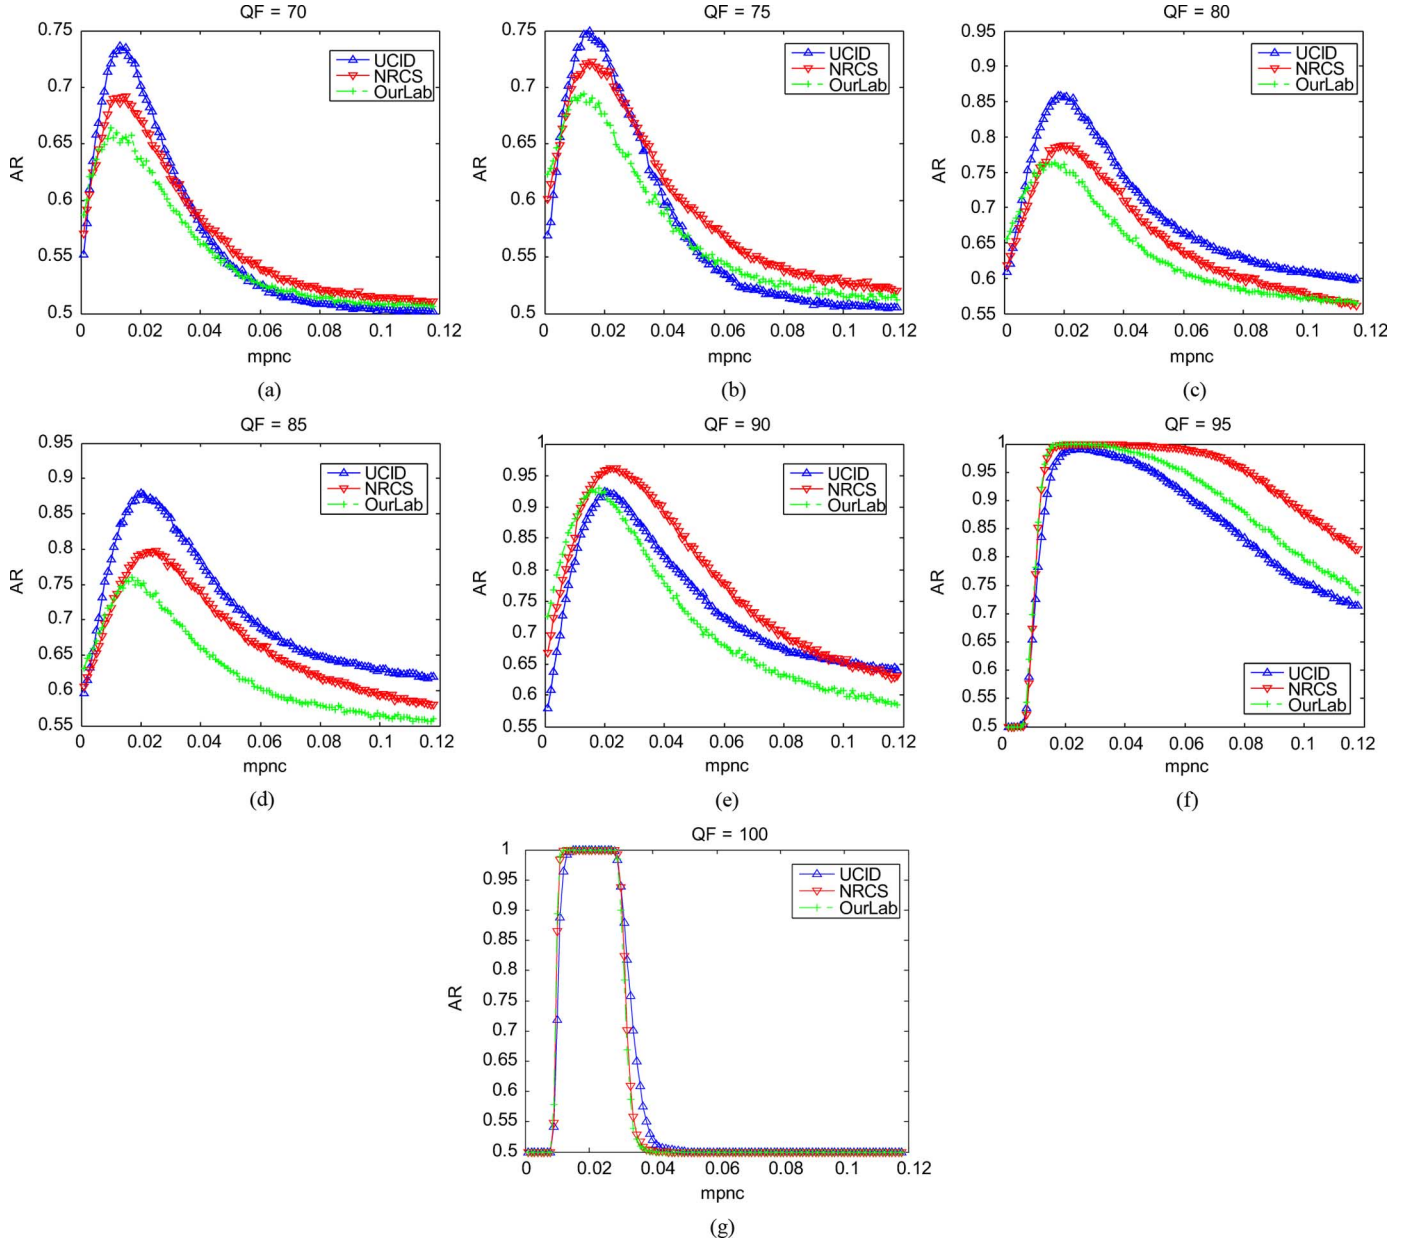 QF = 70
0.75
0.7
0.65
0.6
0.55
0.5
AR
0
0.02
0.04
0.06
0.08
0.1
0.12
mpnc
UCID
NRCS
OurLab
(a)
QF = 75
0.75
0.7
0.65
0.6
0.55
0.5
AR
0
0.02
0.04
0.06
0.08
0.1
0.12
mpnc
UCID
NRCS
OurLab
(b)
QF = 80
0.95
0.9
0.85
0.8
0.75
0.7
0.65
0.6
0.55
AR
0
0.02
0.04
0.06
0.08
0.1
0.12
mpnc
UCID
NRCS
OurLab
(c)
QF = 85
0.95
0.9
0.85
0.8
0.75
0.7
0.65
0.6
0.55
AR
0
0.02
0.04
0.06
0.08
0.1
0.12
mpnc
UCID
NRCS
OurLab
(d)
QF = 90
1
0.95
0.9
0.85
0.8
0.75
0.7
0.65
0.6
0.55
AR
0
0.02
0.04
0.06
0.08
0.1
0.12
mpnc
UCID
NRCS
OurLab
(e)
QF = 95
1
0.95
0.9
0.85
0.8
0.75
0.7
0.65
0.6
0.55
0.5
AR
0
0.02
0.04
0.06
0.08
0.1
0.12
mpnc
UCID
NRCS
OurLab
(f)
QF = 100
1
0.95
0.9
0.85
0.8
0.75
0.7
0.65
0.6
0.55
0.5
AR
0
0.02
0.04
0.06
0.08
0.1
0.12
mpnc
UCID
NRCS
OurLab
(g)